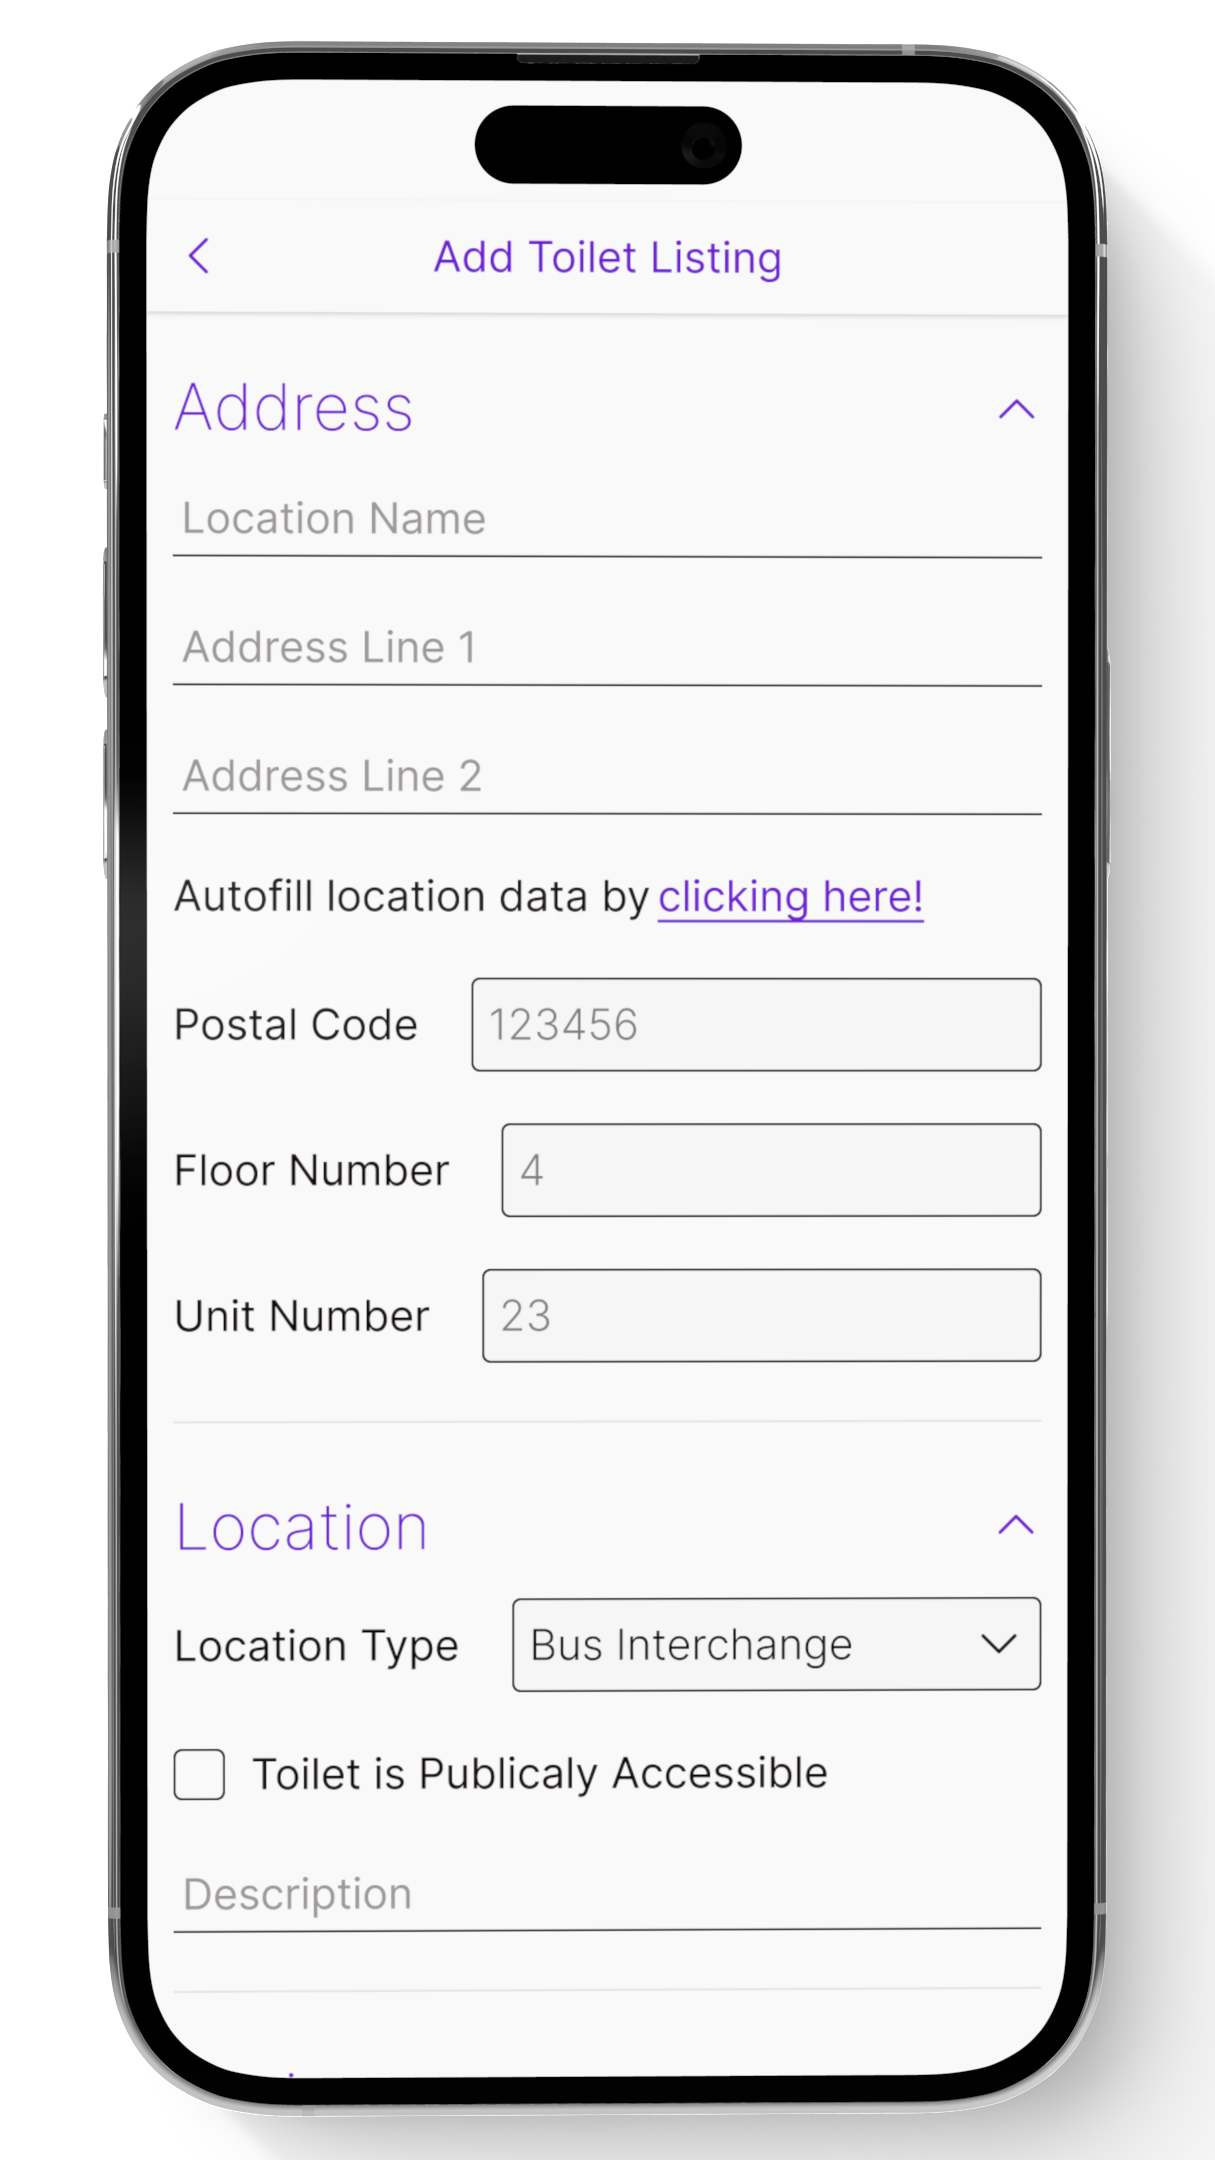 Add Toilet Listing
Address
Location Name
Address Line 1
Address Line 2
Autofill location data by clicking here!
Postal Code 123456
Floor Number 4
Unit Number 23
Location
Location Type Bus Interchange
Toilet is Publicaly Accessible
Description